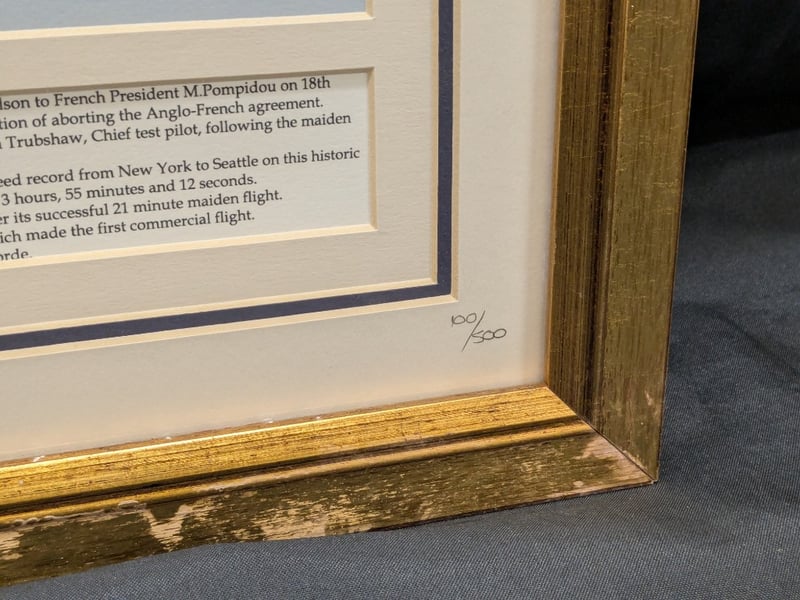 lson to French President M.Pompidou on 18th
tion of aborting the Anglo-French agreement.
Trubshaw, Chief test pilot, following the maiden
eed record from New York to Seattle on this historic
3 hours, 55 minutes and 12 seconds.
er its successful 21 minute maiden flight.
ich made the first commercial flight.
orde.
100/500